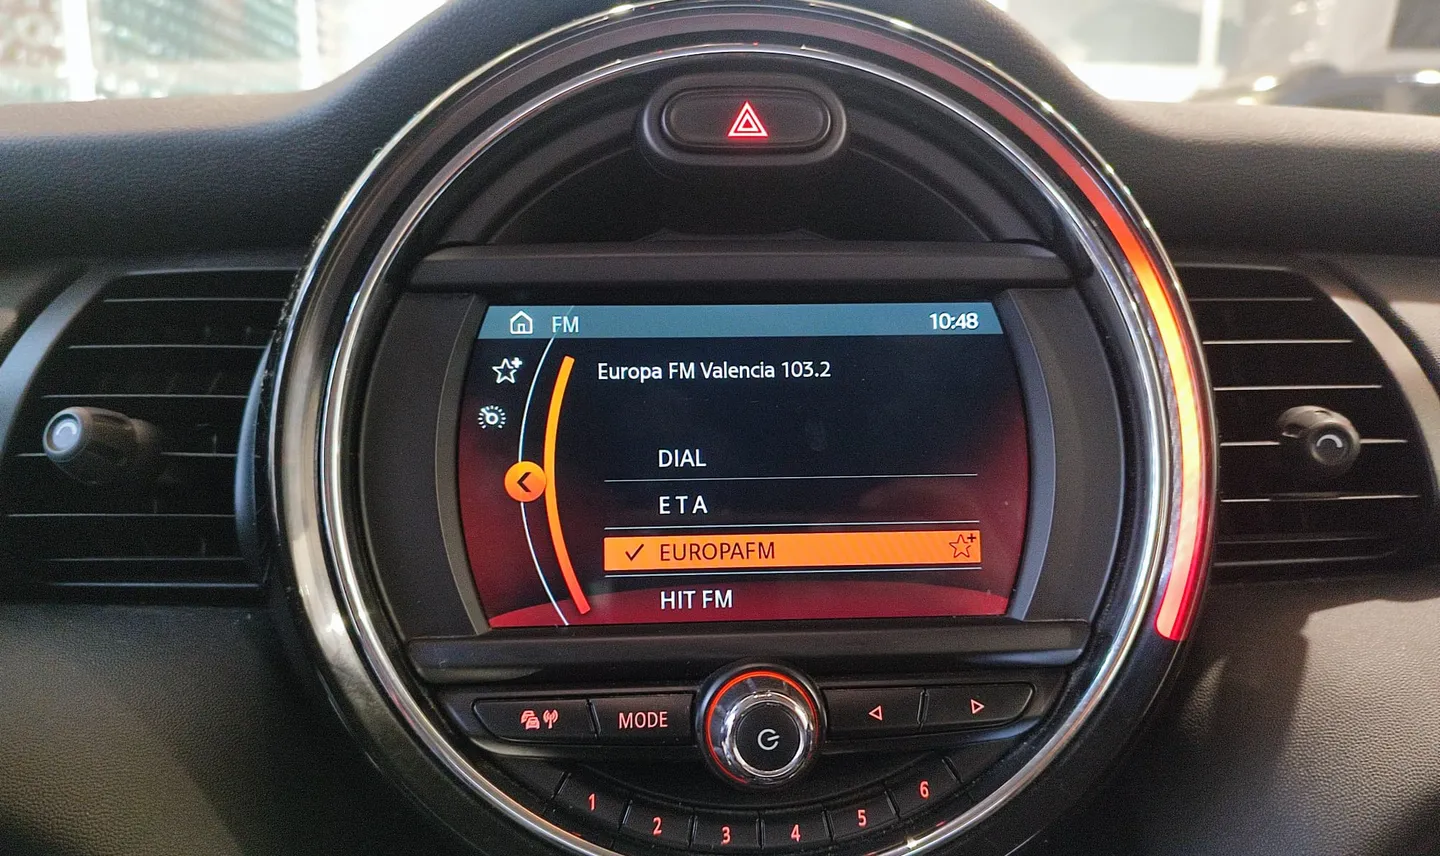 FM 10:48
Europa FM Valencia 103.2
DIAL
E T A
EUROPAFM
HIT FM
MODE
1 2 3 4 5 6